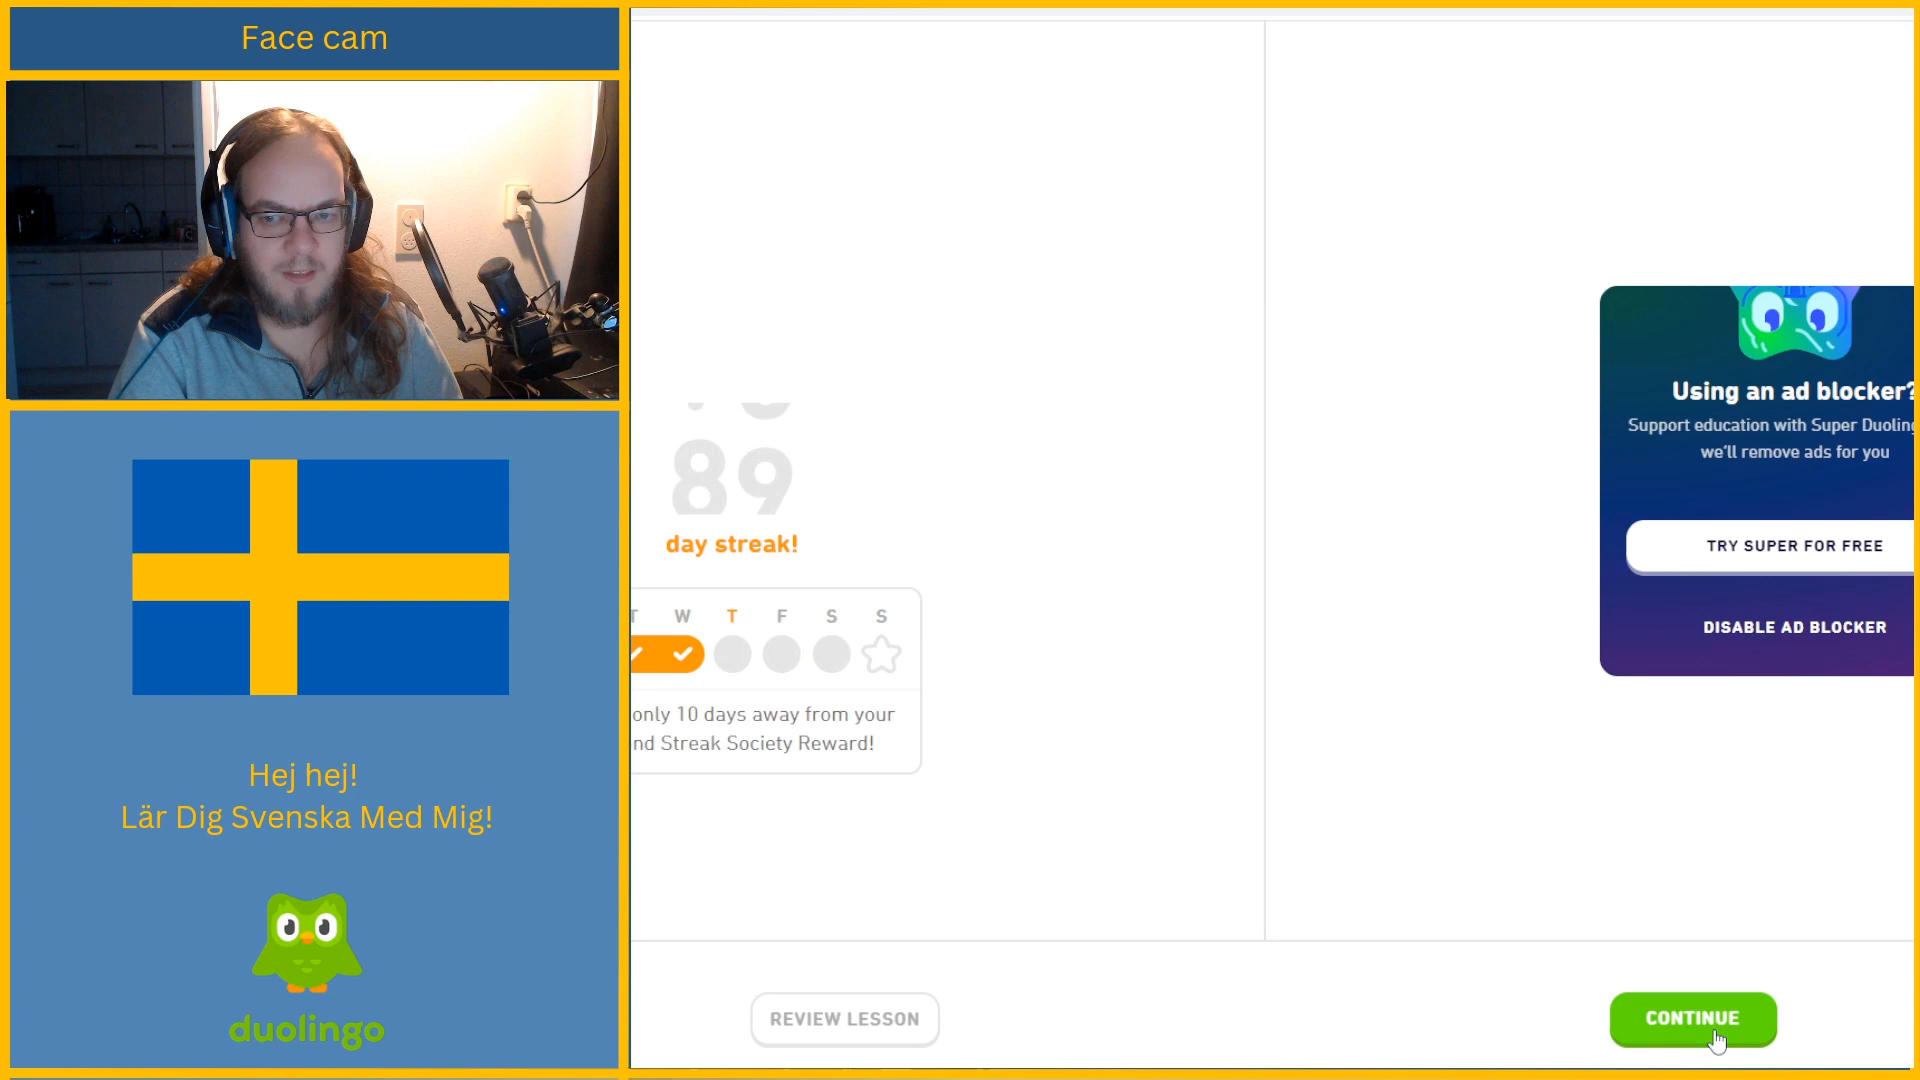 Face cam
Hej hej!
Lär Dig Svenska Med Mig!
duolingo
89
day streak!
T W T F S S
only 10 days away from your
nd Streak Society Reward!
REVIEW LESSON
Using an ad blocker?
Support education with Super Duoling
we'll remove ads for you
TRY SUPER FOR FREE
DISABLE AD BLOCKER
CONTINUE